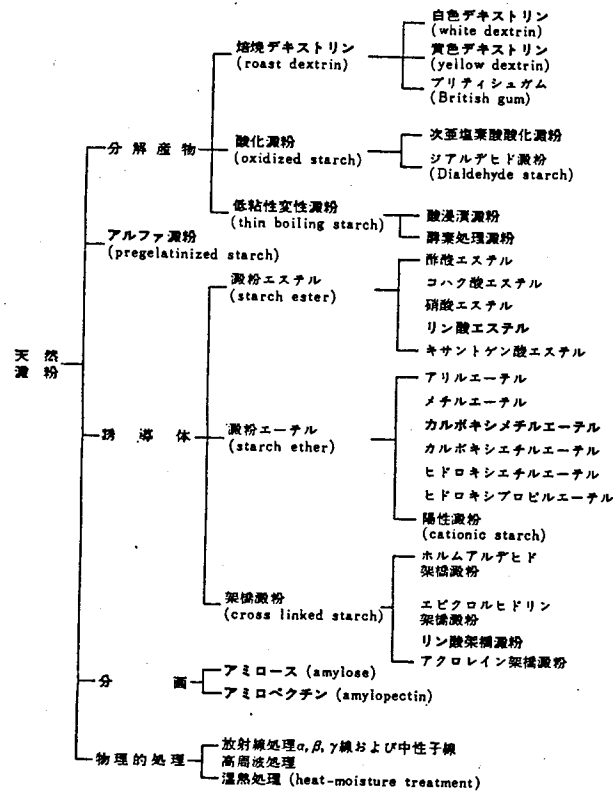 白色デキストリン
(white dextrin)
焙焼デキストリン
(roast dextrin)
黄色デキストリン
(yellow dextrin)
ブリティシュガム
(British gum)
分解産物
酸化澱粉
(oxidized starch)
次亜塩素酸酸化澱粉
ジアルデヒド澱粉
(Dialdehyde starch)
低粘性変性澱粉
(thin boiling starch)
酸浸漬澱粉
酵素処理澱粉
アルファ澱粉
(pregelatinized starch)
澱粉エステル
(starch ester)
酢酸エステル
コハク酸エステル
硝酸エステル
リン酸エステル
キサントゲン酸エステル
天然
澱粉
誘導体
澱粉エーテル
(starch ether)
アリルエーテル
メチルエーテル
カルボキシメチルエーテル
カルボキシエチルエーテル
ヒドロキシエチルエーテル
ヒドロキシプロピルエーテル
陽性澱粉
(cationic starch)
架橋澱粉
(cross linked starch)
ホルムアルデヒド
架橋澱粉
エピクロルヒドリン
架橋澱粉
リン酸架橋澱粉
アクロレイン架橋澱粉
分画
アミロース (amylose)
アミロペクチン (amylopectin)
物理的処理
放射線処理α, β, γ線および中性子線
高周波処理
湿熱処理 (heat-moisture treatment)